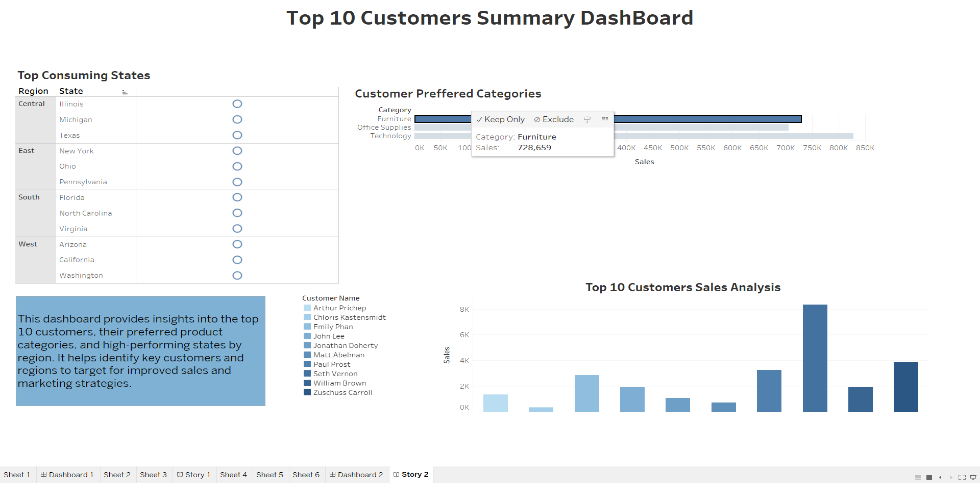 Top 10 Customers Summary DashBoard
Top Consuming States
Region State
Central Illinois
Michigan
Texas
East New York
Ohio
Pennsylvania
South Florida
North Carolina
Virginia
West Arizona
California
Washington
Customer Preffered Categories
Category
Furniture
Office Supplies
Technology
Keep Only Exclude
Category: Furniture
Sales: 728,659
0K 50K 400K 450K 500K 550K 600K 650K 700K 750K 800K 850K
Sales
This dashboard provides insights into the top
10 customers, their preferred product
categories, and high-performing states by
region. It helps identify key customers and
regions to target for improved sales and
marketing strategies.
Customer Name
Arthur Prichep
Chloris Kastensmidt
Emily Phan
John Lee
Jonathan Doherty
Matt Abelman
Paul Prost
Seth Vernon
William Brown
Zuschuss Carroll
Top 10 Customers Sales Analysis
Sales
8K
6K
4K
2K
0K
Sheet 1 Dashboard 1 Sheet 2 Sheet 3 Story 1 Sheet 4 Sheet 5 Sheet 6 Dashboard 2 Story 2